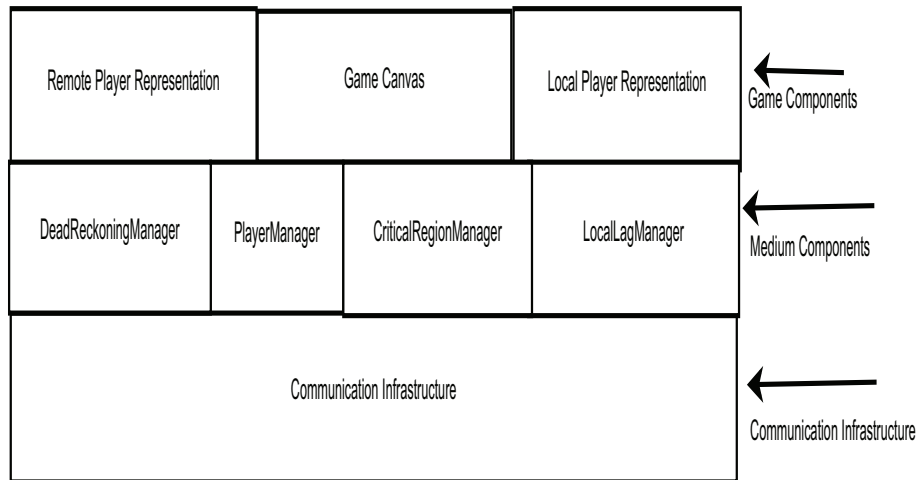 Remote Player Representation
Game Canvas
Local Player Representation
Game Components
DeadReckoningManager
PlayerManager
CriticalRegionManager
LocalLagManager
Medium Components
Communication Infrastructure
Communication Infrastructure